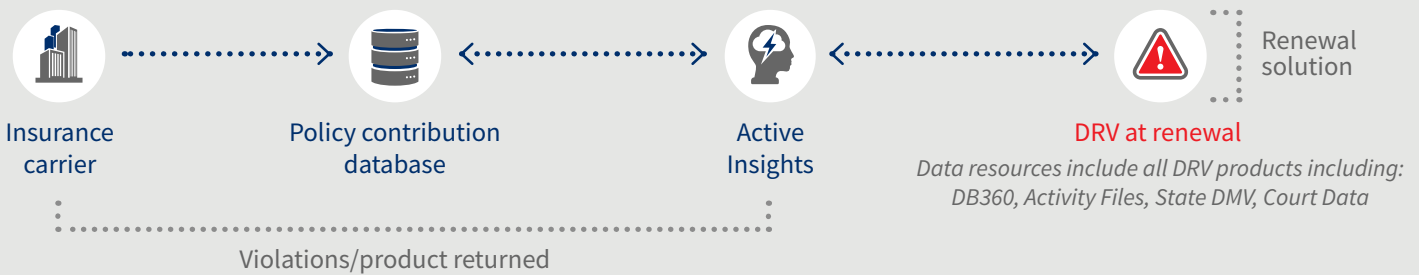 Renewal
solution
Insurance
carrier
Policy contribution
database
Active
Insights
DRV at renewal
Data resources include all DRV products including:
DB360, Activity Files, State DMV, Court Data
Violations/product returned